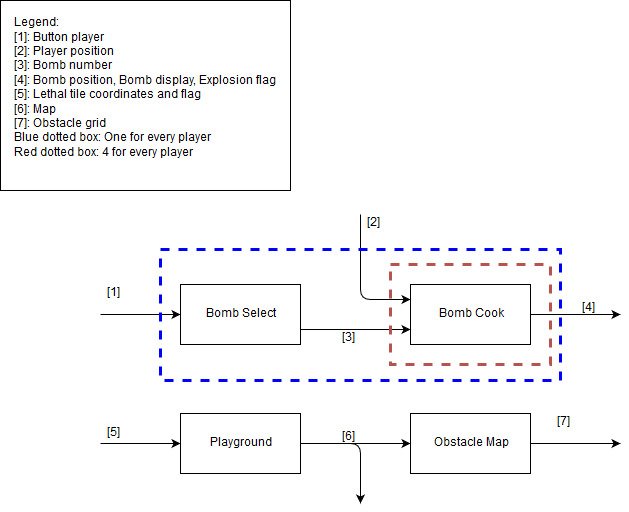 Legend:
[1]: Button player
[2]: Player position
[3]: Bomb number
[4]: Bomb position, Bomb display, Explosion flag
[5]: Lethal tile coordinates and flag
[6]: Map
[7]: Obstacle grid
Blue dotted box: One for every player
Red dotted box: 4 for every player
[2]
[1]
Bomb Select
[3]
Bomb Cook
[4]
[5]
Playground
[6]
Obstacle Map
[7]